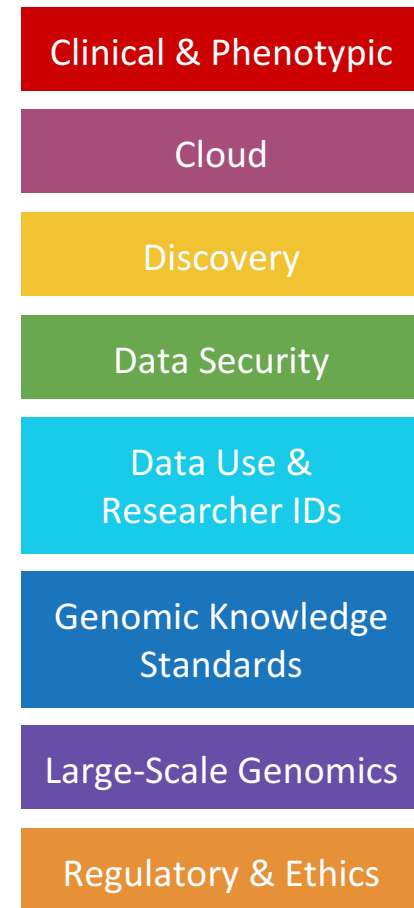 Clinical & Phenotypic
Cloud
Discovery
Data Security
Data Use &
Researcher IDs
Genomic Knowledge
Standards
Large-Scale Genomics
Regulatory & Ethics